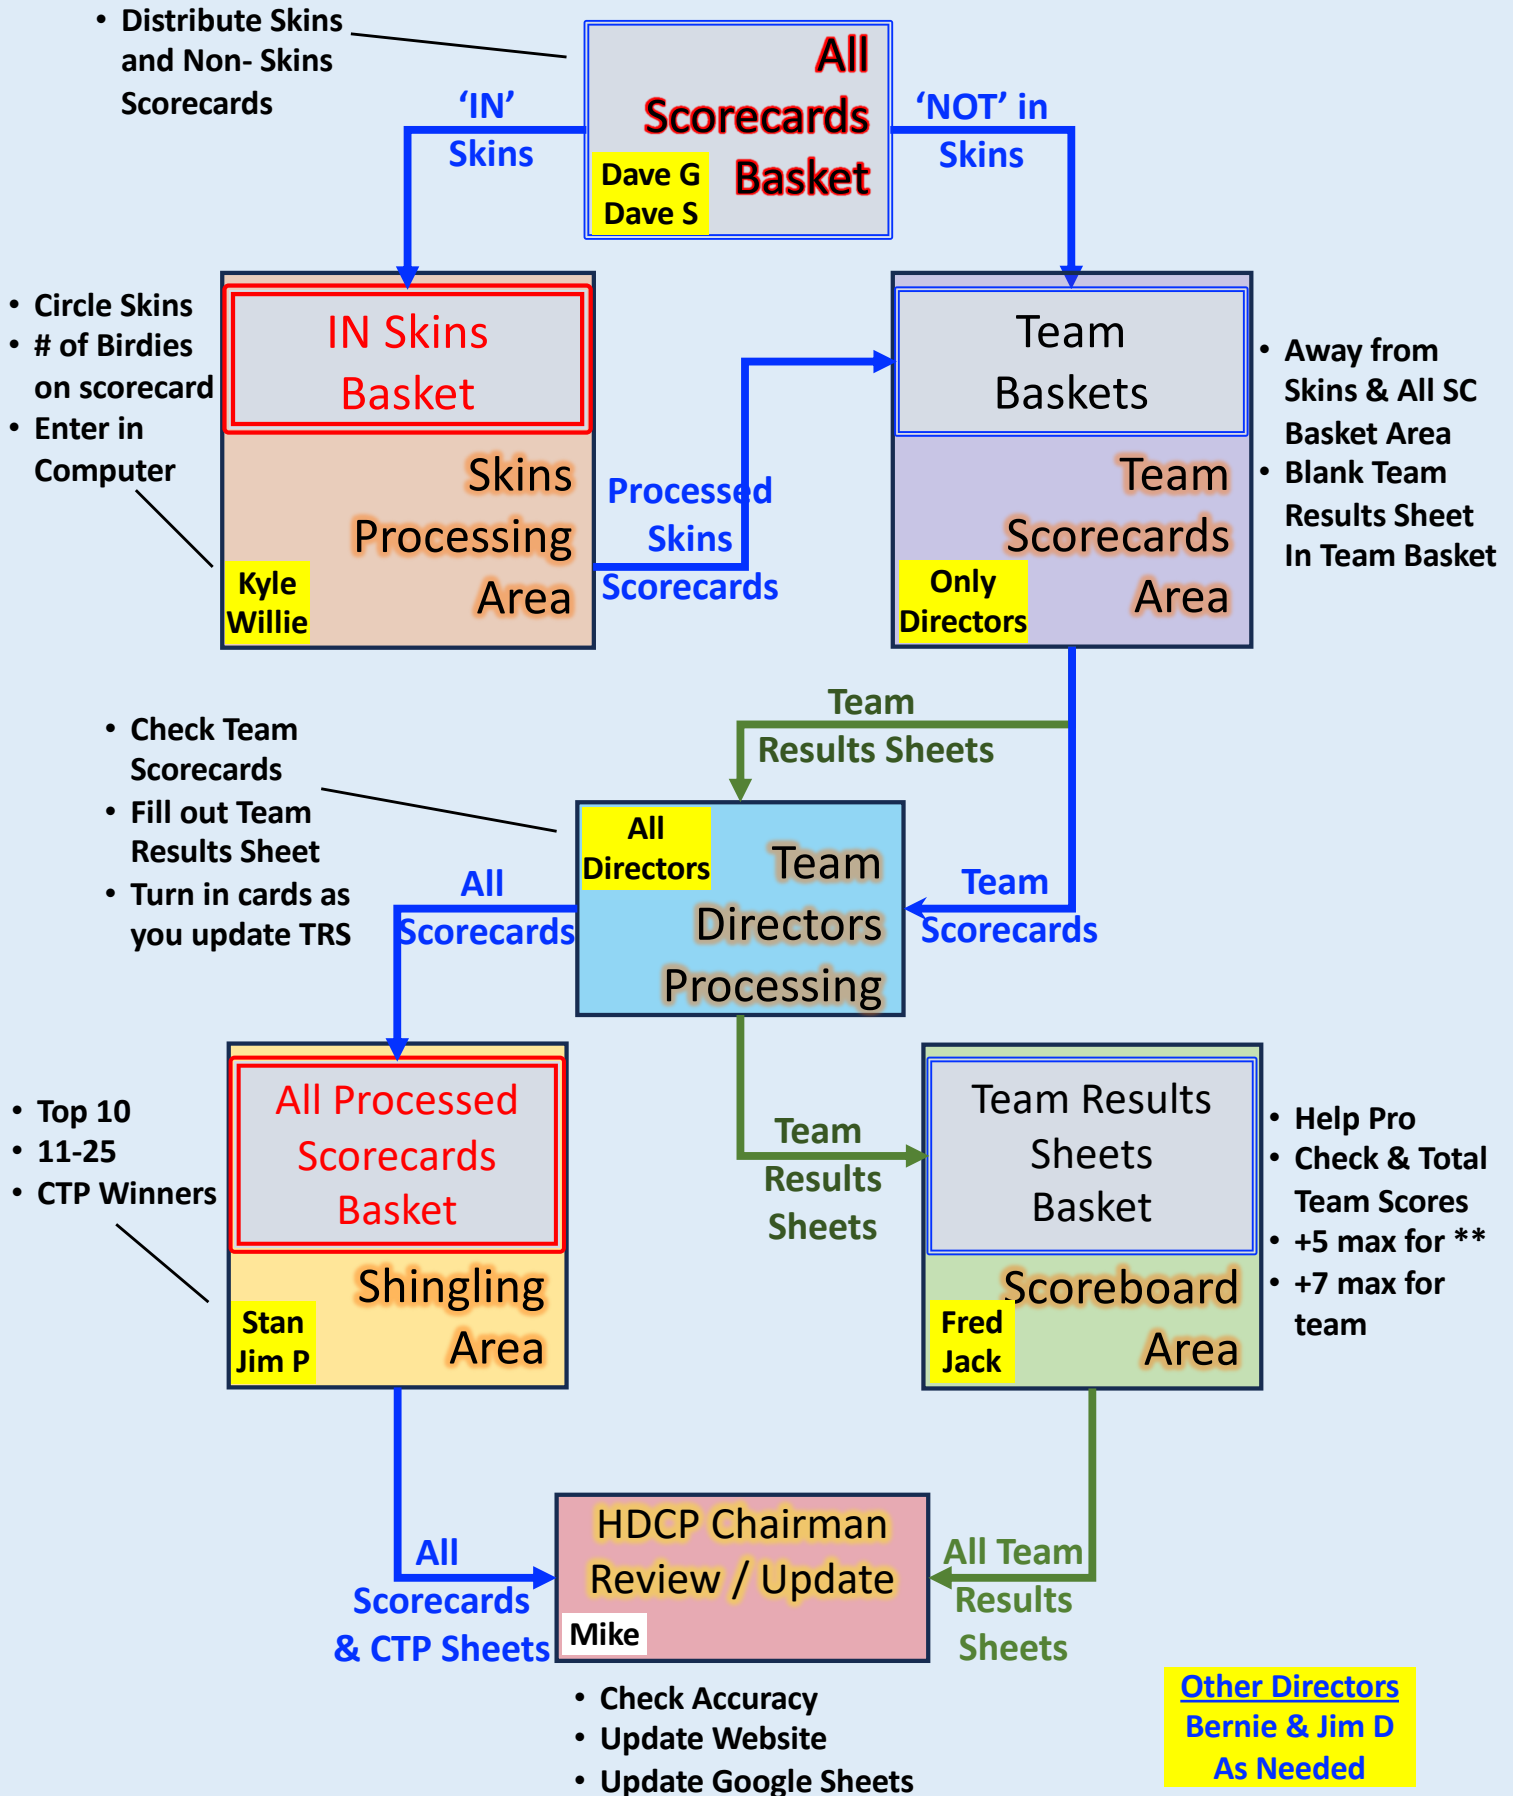 • Distribute Skins
and Non- Skins
Scorecards
All
Scorecards
Basket
Dave G
Dave S
‘IN’
Skins
‘NOT’ in
Skins
• Circle Skins
• # of Birdies
on scorecard
• Enter in
Computer
IN Skins
Basket
Skins
Processing
Area
Kyle
Willie
Processed
Skins
Scorecards
Team
Baskets
Team
Scorecards
Area
Only
Directors
• Away from
Skins & All SC
Basket Area
• Blank Team
Results Sheet
In Team Basket
Team
Results Sheets
• Check Team
Scorecards
• Fill out Team
Results Sheet
• Turn in cards as
you update TRS
All
Directors
Team
Directors
Processing
Team
Scorecards
All
Scorecards
• Top 10
• 11-25
• CTP Winners
All Processed
Scorecards
Basket
Shingling
Area
Stan
Jim P
Team
Results
Sheets
Team Results
Sheets
Basket
Scoreboard
Area
Fred
Jack
• Help Pro
• Check & Total
Team Scores
• +5 max for **
• +7 max for
team
All
Scorecards
& CTP Sheets
HDCP Chairman
Review / Update
Mike
All Team
Results
Sheets
• Check Accuracy
• Update Website
• Update Google Sheets
Other Directors
Bernie & Jim D
As Needed